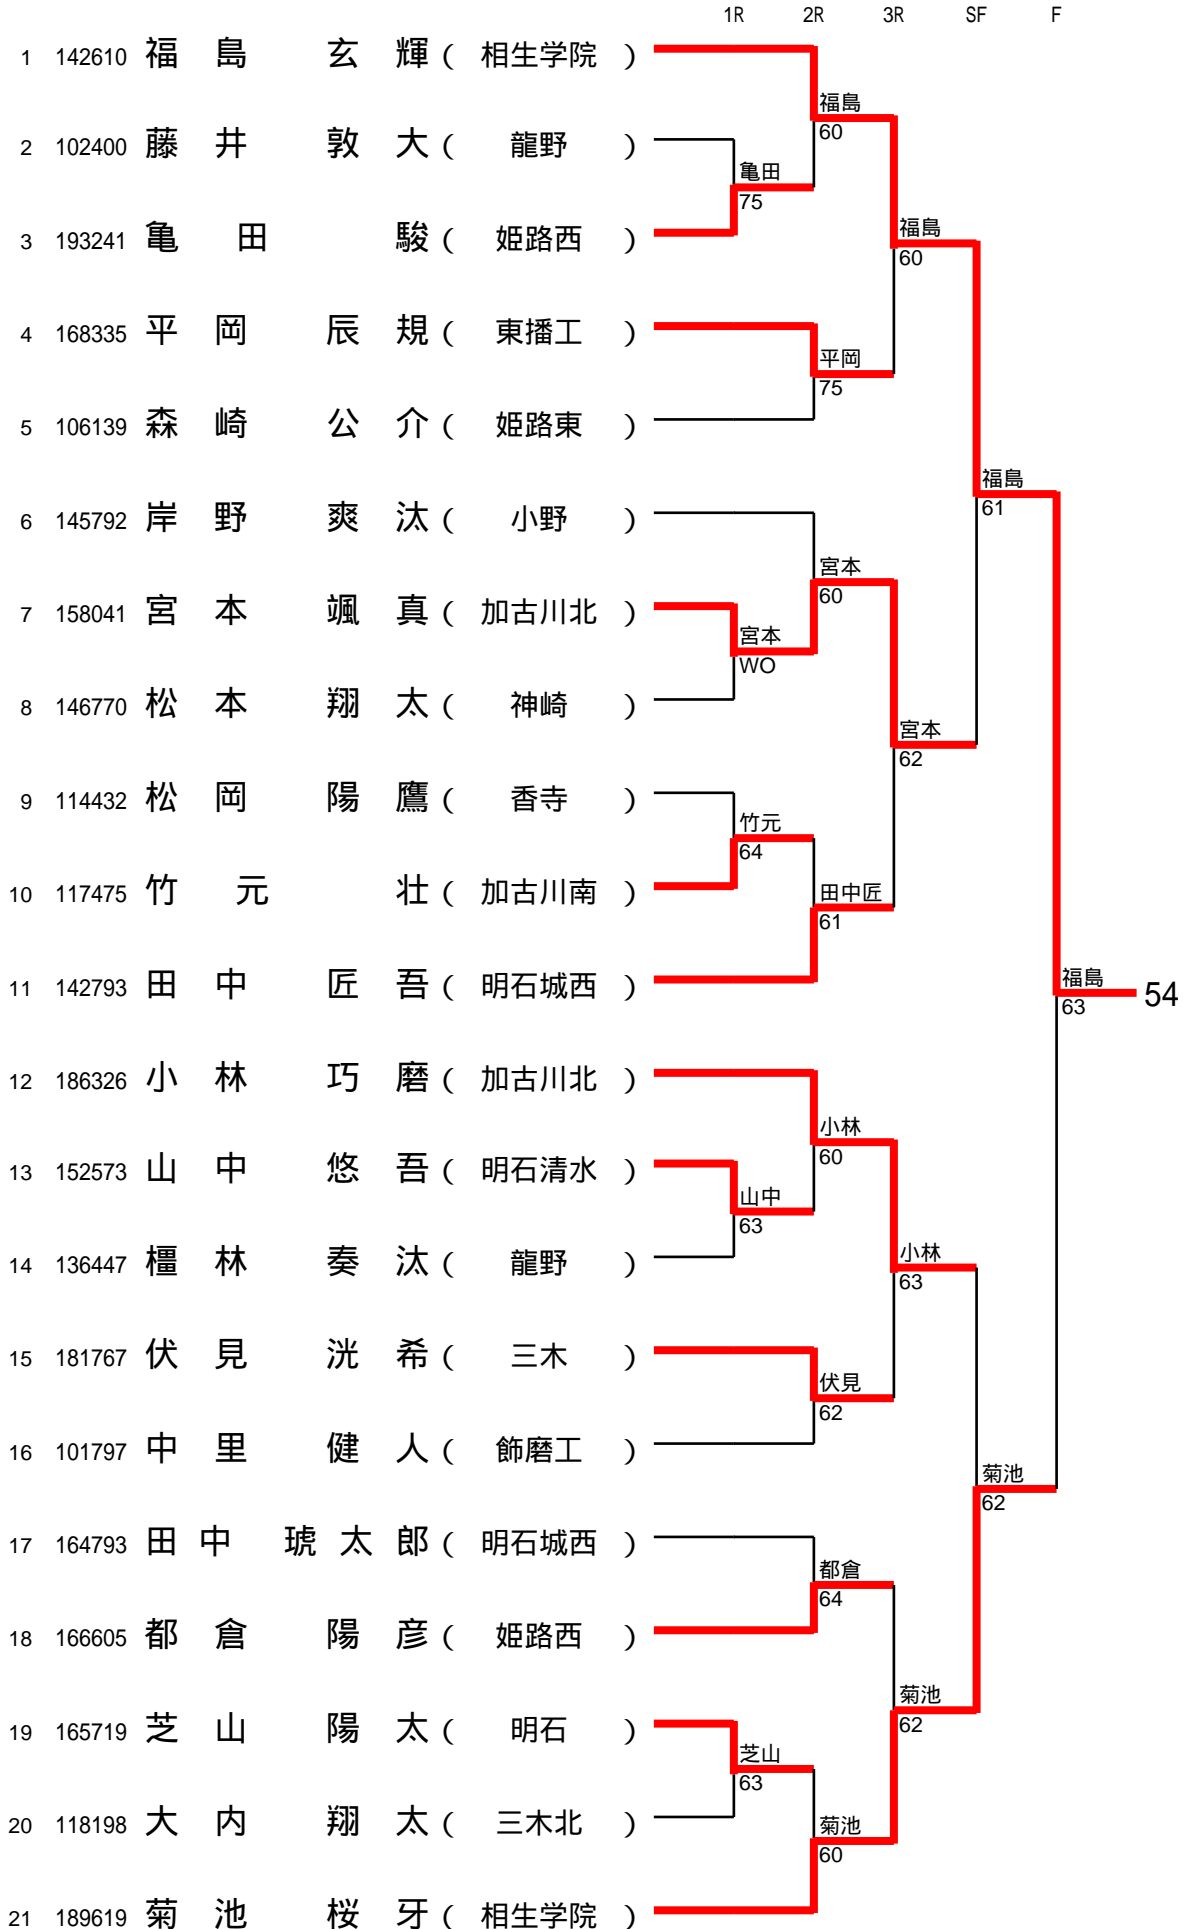 1R 2R 3R SF F
1 142610 福島 玄輝 ( 相生学院 )
福島
60
2 102400 藤井 敦大 ( 龍野 )
亀田
75
3 193241 亀田 駿 ( 姫路西 )
福島
60
4 168335 平岡 辰規 ( 東播工 )
平岡
75
5 106139 森崎 公介 ( 姫路東 )
福島
61
6 145792 岸野 爽汰 ( 小野 )
宮本
60
7 158041 宮本 颯真 ( 加古川北 )
宮本
WO
8 146770 松本 翔太 ( 神崎 )
宮本
62
9 114432 松岡 陽鷹 ( 香寺 )
竹元
64
10 117475 竹元 壮 ( 加古川南 )
田中匠
61
11 142793 田中 匠吾 ( 明石城西 )
福島
63
54
12 186326 小林 巧磨 ( 加古川北 )
小林
60
13 152573 山中 悠吾 ( 明石清水 )
山中
63
14 136447 橿林 奏汰 ( 龍野 )
小林
63
15 181767 伏見 洸希 ( 三木 )
伏見
62
16 101797 中里 健人 ( 飾磨工 )
菊池
62
17 164793 田中 琥太郎 ( 明石城西 )
都倉
64
18 166605 都倉 陽彦 ( 姫路西 )
菊池
62
19 165719 芝山 陽太 ( 明石 )
芝山
63
20 118198 大内 翔太 ( 三木北 )
菊池
60
21 189619 菊池 桜牙 ( 相生学院 )